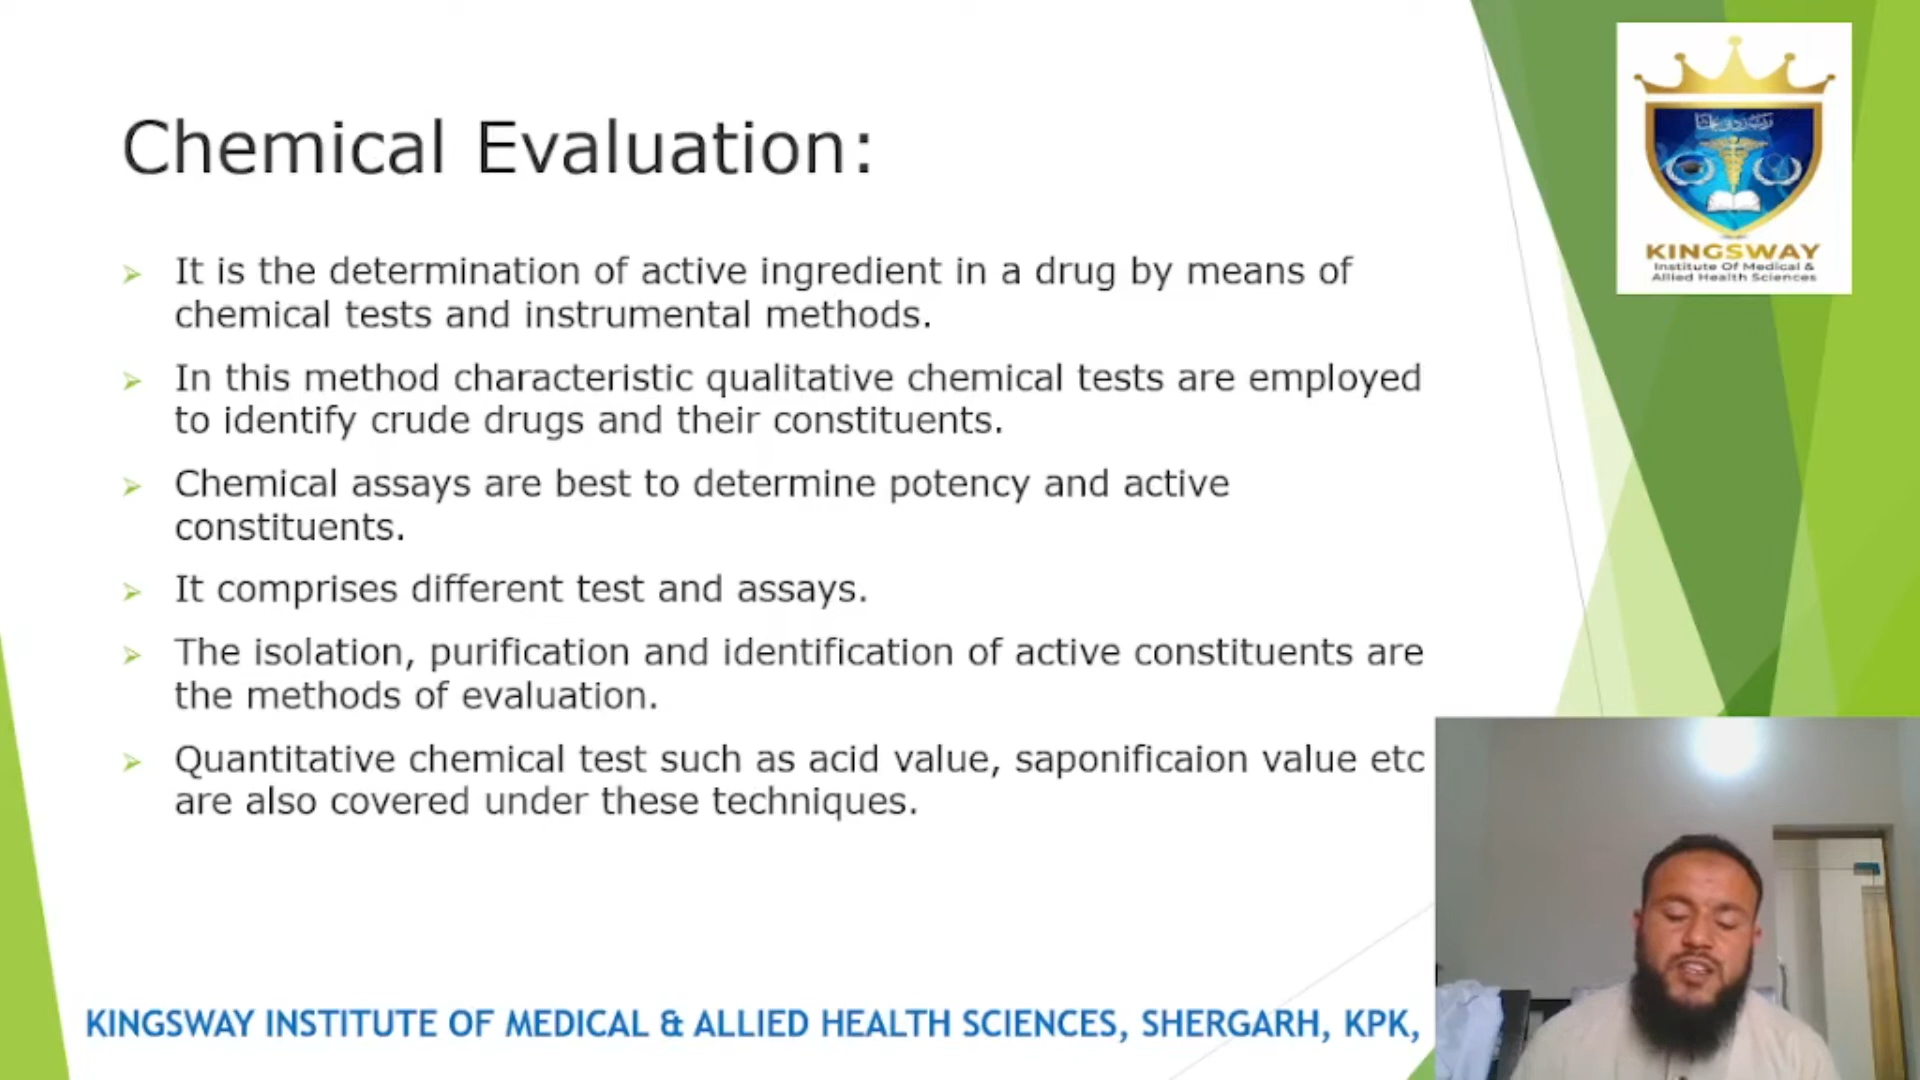 Chemical Evaluation:
It is the determination of active ingredient in a drug by means of
chemical tests and instrumental methods.
In this method characteristic qualitative chemical tests are employed
to identify crude drugs and their constituents.
Chemical assays are best to determine potency and active
constituents.
It comprises different test and assays.
The isolation, purification and identification of active constituents are
the methods of evaluation.
Quantitative chemical test such as acid value, saponificaion value etc
are also covered under these techniques.
KINGSWAY
Institute Of Medical &
Allied Health Sciences
KINGSWAY INSTITUTE OF MEDICAL & ALLIED HEALTH SCIENCES, SHERGARH, KPK,